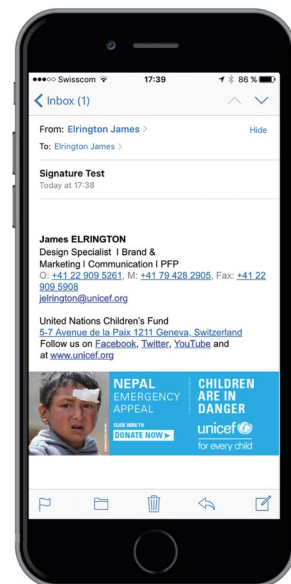 ●●●○○ Swisscom 17:39 86 %
Inbox (1)
From: Elrington James
Hide
To: Elrington James
Signature Test
Today at 17:38
James ELRINGTON
Design Specialist I Brand &
Marketing I Communication I PFP
O: +41 22 909 5261, M: +79 428 2905, Fax: +41 22
909 5908
jelrington@unicef.org
United Nations Children's Fund
5-7 Avenue de la Paix 1211 Geneva, Switzerland
Follow us on Facebook, Twitter, YouTube and
at www.unicef.org
NEPAL
EMERGENCY
APPEAL
CLICK HERE TO
DONATE NOW
CHILDREN
ARE IN
DANGER
unicef
for every child